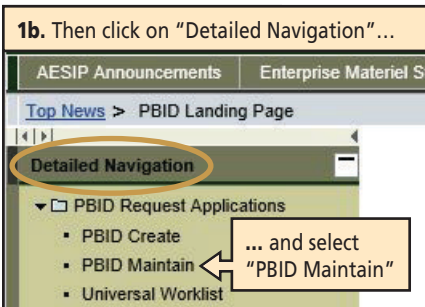 1b. Then click on “Detailed Navigation”…
AESIP Announcements Enterprise Materiel S
Top News > PBID Landing Page
Detailed Navigation
PBID Request Applications
PBID Create
PBID Maintain
Universal Worklist
... and select
“PBID Maintain”